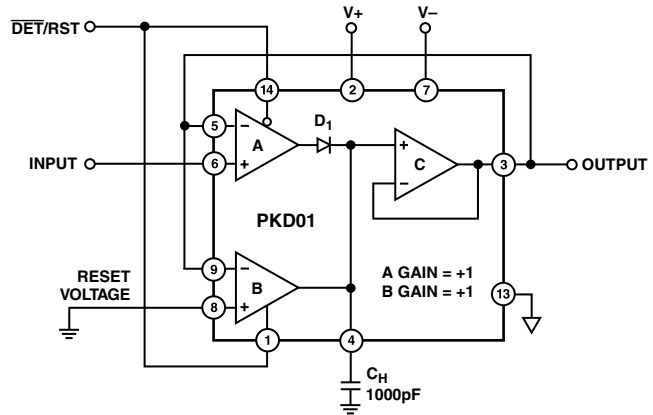 V+ V–
D̅E̅T̅/RST
14 2 7
D1
5 – A + C 3 OUTPUT
INPUT 6 + –
PKD01
9 – A GAIN = +1
RESET B B GAIN = +1
VOLTAGE 8 + 13
1 4
CH
1000pF